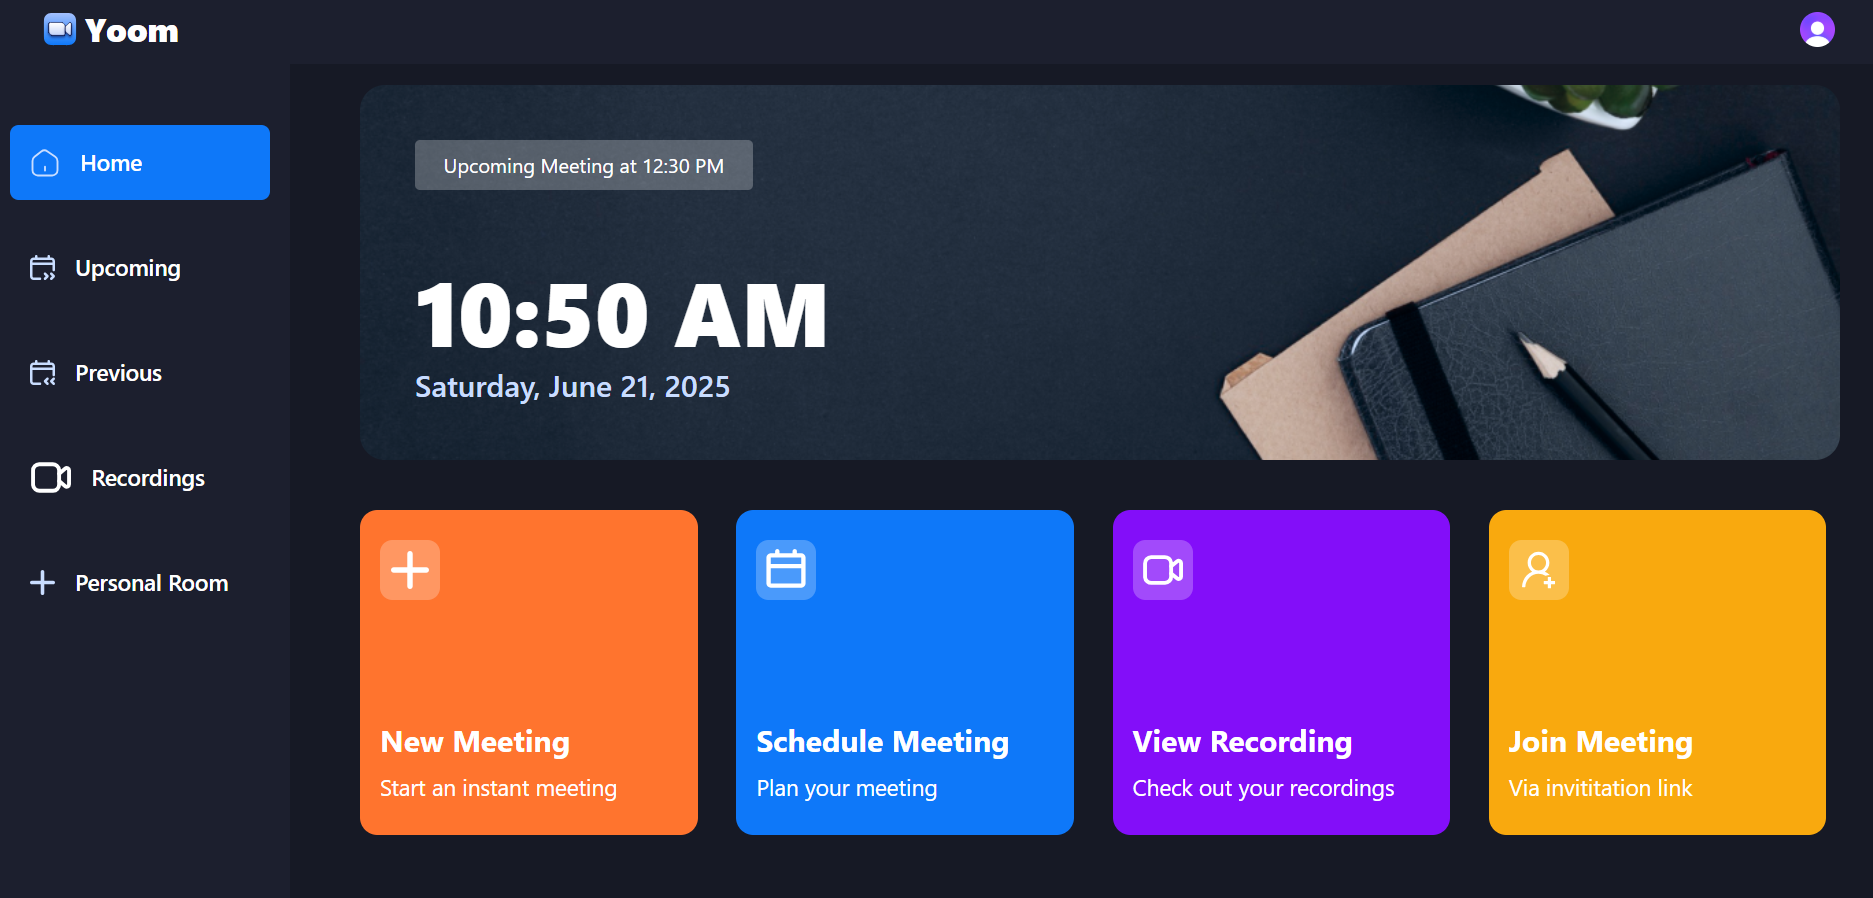 Yoom
Home
Upcoming
Previous
Recordings
Personal Room
Upcoming Meeting at 12:30 PM
10:50 AM
Saturday, June 21, 2025
New Meeting
Start an instant meeting
Schedule Meeting
Plan your meeting
View Recording
Check out your recordings
Join Meeting
Via invititation link